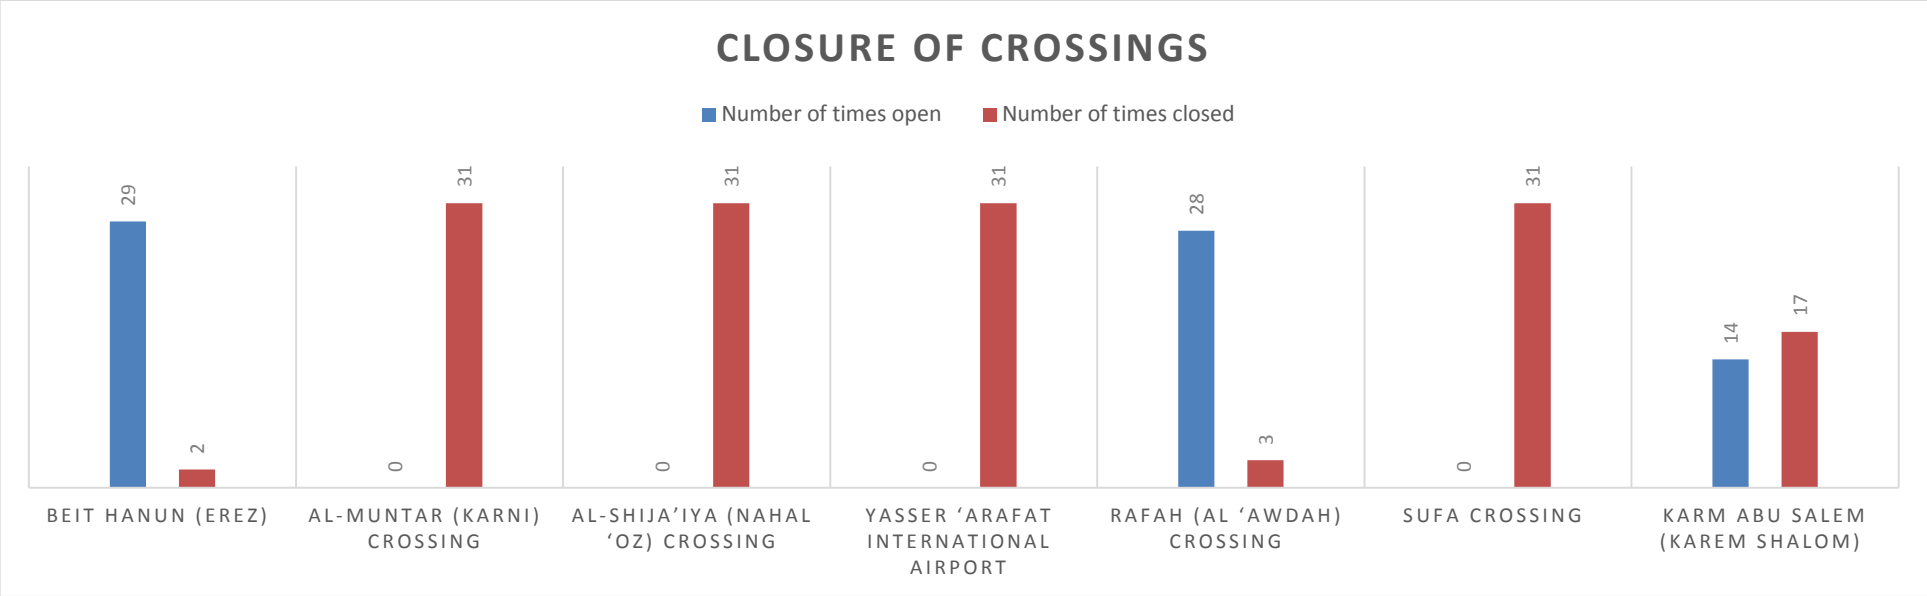 CLOSURE OF CROSSINGS
Number of times open
Number of times closed
29
2
0
31
0
31
0
31
28
3
0
31
14
17
BEIT HANUN (EREZ)
AL-MUNTAR (KARNI)
CROSSING
AL-SHIJA’IYA (NAHAL
‘OZ) CROSSING
YASSER ‘ARAFAT
INTERNATIONAL
AIRPORT
RAFAH (AL ‘AWDAH)
CROSSING
SUFA CROSSING
KARM ABU SALEM
(KAREM SHALOM)